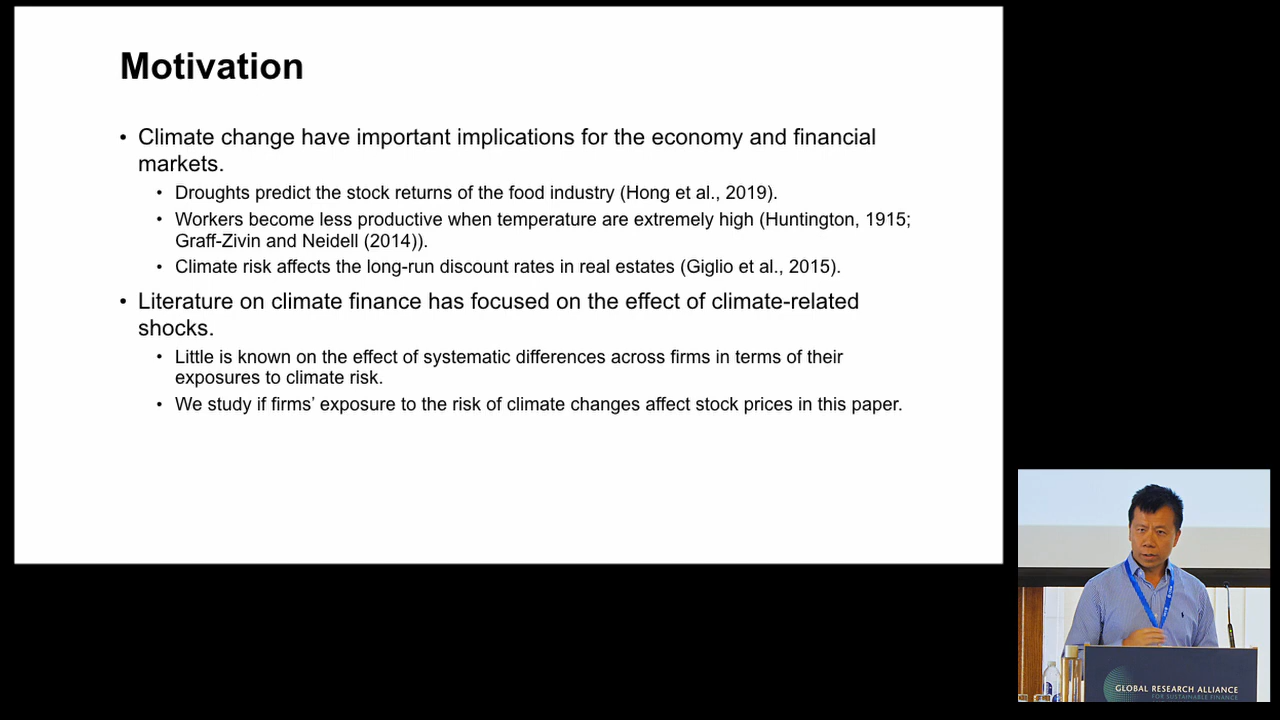 Motivation
• Climate change have important implications for the economy and financial
markets.
• Droughts predict the stock returns of the food industry (Hong et al., 2019).
• Workers become less productive when temperature are extremely high (Huntington, 1915;
Graff-Zivin and Neidell (2014)).
• Climate risk affects the long-run discount rates in real estates (Giglio et al., 2015).
• Literature on climate finance has focused on the effect of climate-related
shocks.
• Little is known on the effect of systematic differences across firms in terms of their
exposures to climate risk.
• We study if firms’ exposure to the risk of climate changes affect stock prices in this paper.
GLOBAL RESEARCH ALLIANCE
FOR SUSTAINABLE FINANCE